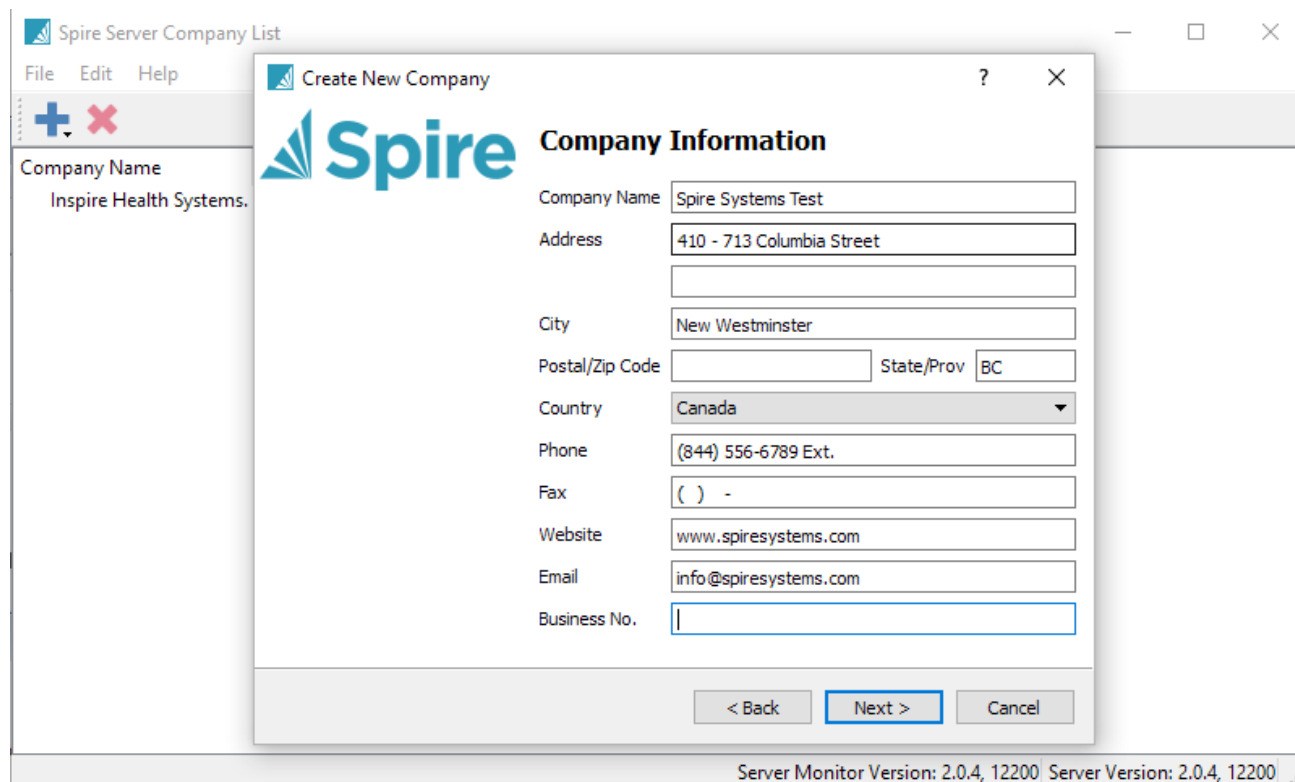 Spire Server Company List
File Edit Help
Create New Company
?
Spire
Company Information
Company Name
Inspire Health Systems.
Company Name Spire Systems Test
Address 410 - 713 Columbia Street
City New Westminster
Postal/Zip Code State/Prov BC
Country Canada
Phone (844) 556-6789 Ext.
Fax ( ) -
Website www.spiresystems.com
Email info@spiresystems.com
Business No.
< Back Next > Cancel
Server Monitor Version: 2.0.4, 12200 Server Version: 2.0.4, 12200